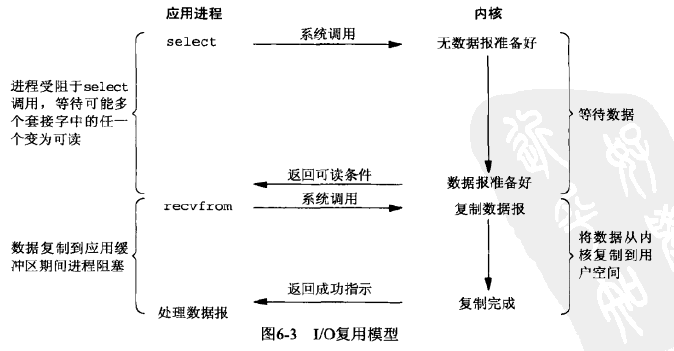 应用进程
内核
select
系统调用
无数据报准备好
进程受阻于select
调用，等待可能多
个套接字中的任一
个变为可读
等待数据
返回可读条件
数据报准备好
recvfrom
系统调用
复制数据报
数据复制到应用缓
冲区期间进程阻塞
将数据从内
核复制到用
户空间
返回成功指示
处理数据报
复制完成
图6-3 I/O复用模型